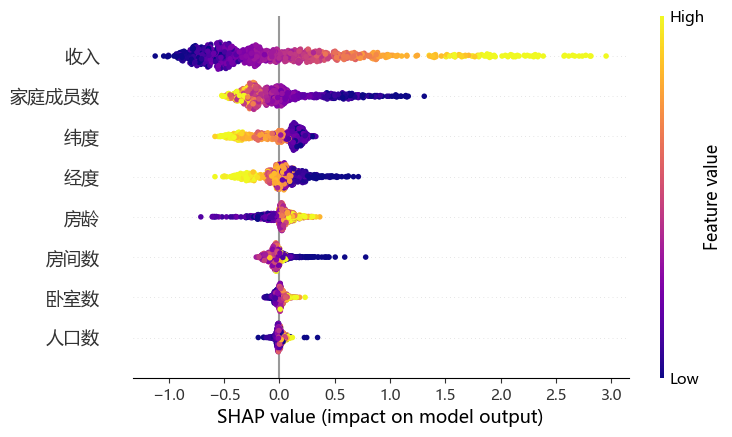 High
收入
家庭成员数
纬度
经度
房龄
房间数
卧室数
人口数
Feature value
Low
−1.0 −0.5 0.0 0.5 1.0 1.5 2.0 2.5 3.0
SHAP value (impact on model output)